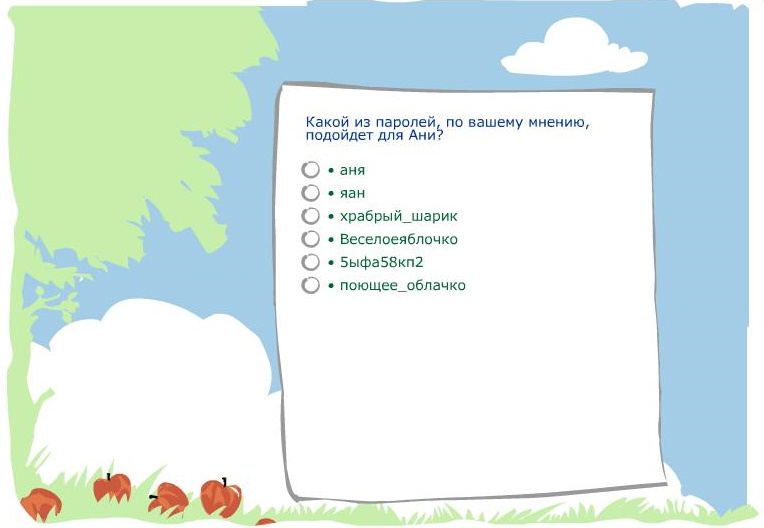 Какой из паролей, по вашему мнению,
подойдет для Ани?
• аня
• яан
• храбрый_шарик
• Веселоеяблочко
• 5ыфа58кп2
• поющее_облачко